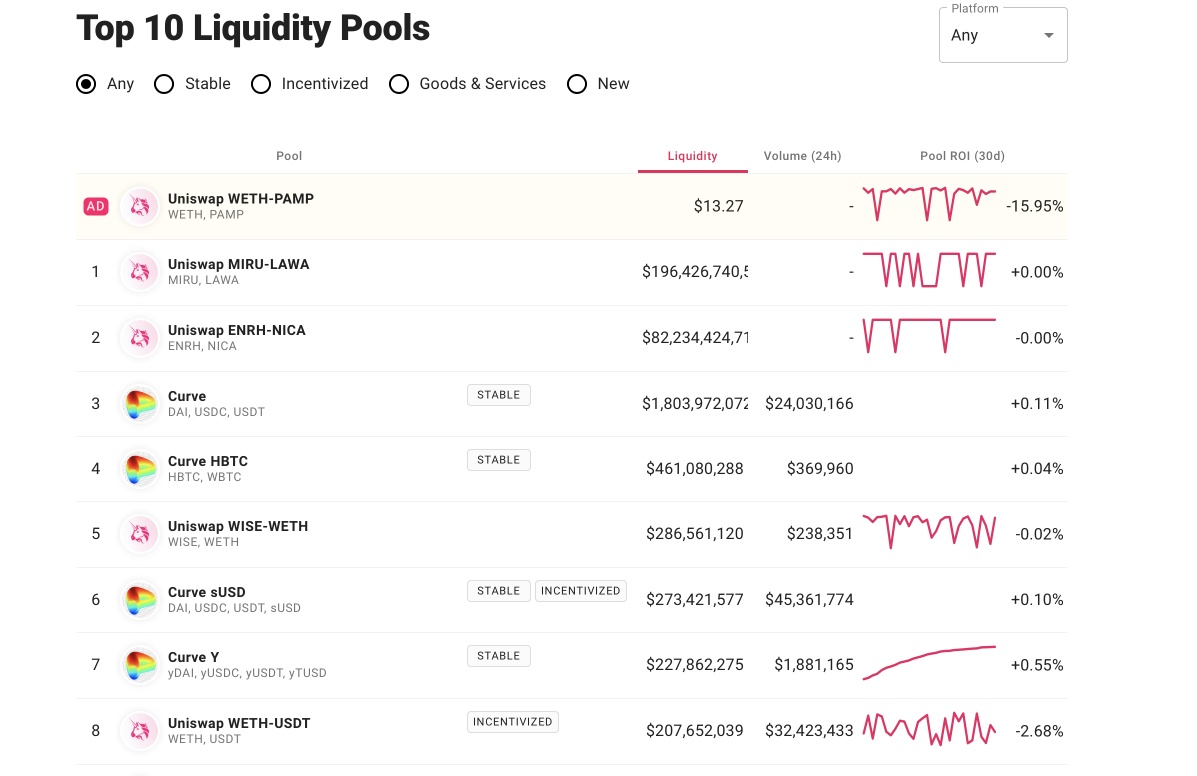 Top 10 Liquidity Pools
Platform
Any
Any Stable Incentivized Goods & Services New
Pool Liquidity Volume (24h) Pool ROI (30d)
AD Uniswap WETH-PAMP $13.27 - -15.95%
WETH, PAMP
1 Uniswap MIRU-LAWA $196,426,740,5 - +0.00%
MIRU, LAWA
2 Uniswap ENRH-NICA $82,234,424,71 - -0.00%
ENRH, NICA
3 Curve STABLE $1,803,972,072 $24,030,166 +0.11%
DAI, USDC, USDT
4 Curve HBTC STABLE $461,080,288 $369,960 +0.04%
HBTC, WBTC
5 Uniswap WISE-WETH $286,561,120 $238,351 -0.02%
WISE, WETH
6 Curve sUSD STABLE INCENTIVIZED $273,421,577 $45,361,774 +0.10%
DAI, USDC, USDT, sUSD
7 Curve Y STABLE $227,862,275 $1,881,165 +0.55%
yDAI, yUSDC, yUSDT, yTUSD
8 Uniswap WETH-USDT INCENTIVIZED $207,652,039 $32,423,433 -2.68%
WETH, USDT